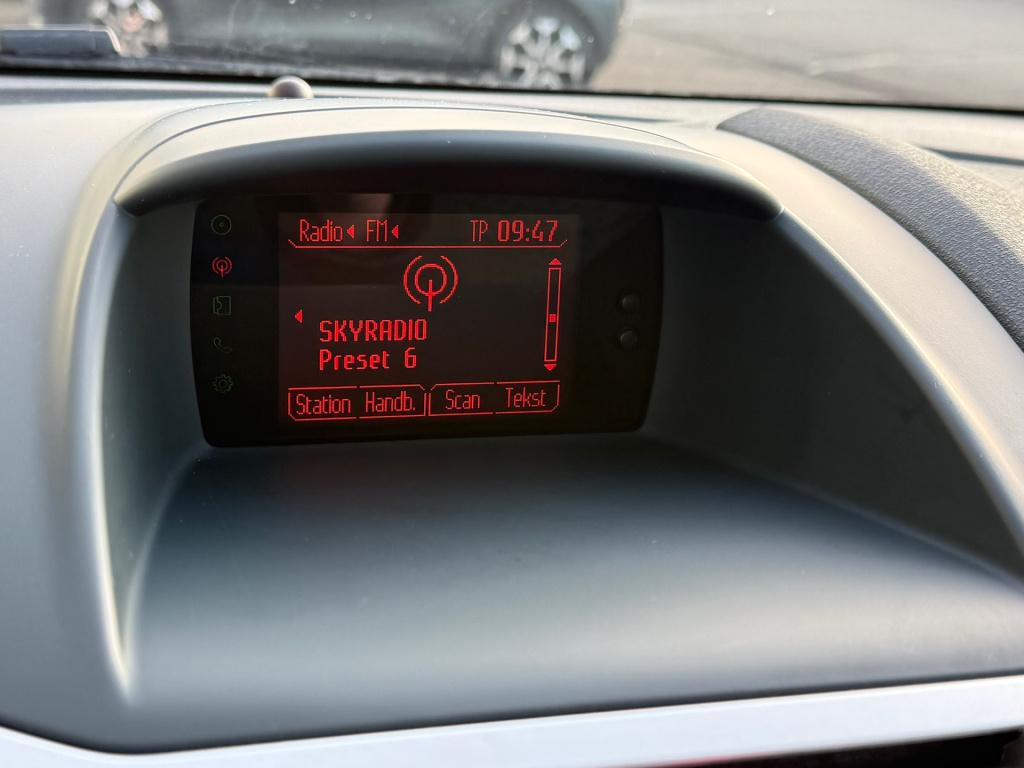 Radio FM TP 09:47
SKYRADIO
Preset 6
Station Handb. Scan Tekst